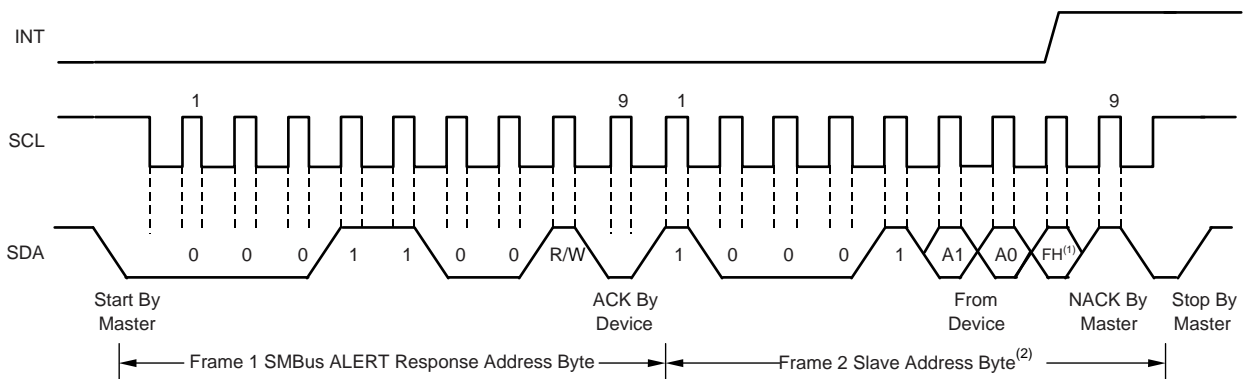 INT
1 9 1 9
SCL
SDA
0 0 0 1 1 0 0 R/W 1 0 0 0 1 A1 A0 FH(1)
Start By
Master
ACK By
Device
From
Device
NACK By
Master
Stop By
Master
Frame 1 SMBus ALERT Response Address Byte
Frame 2 Slave Address Byte(2)